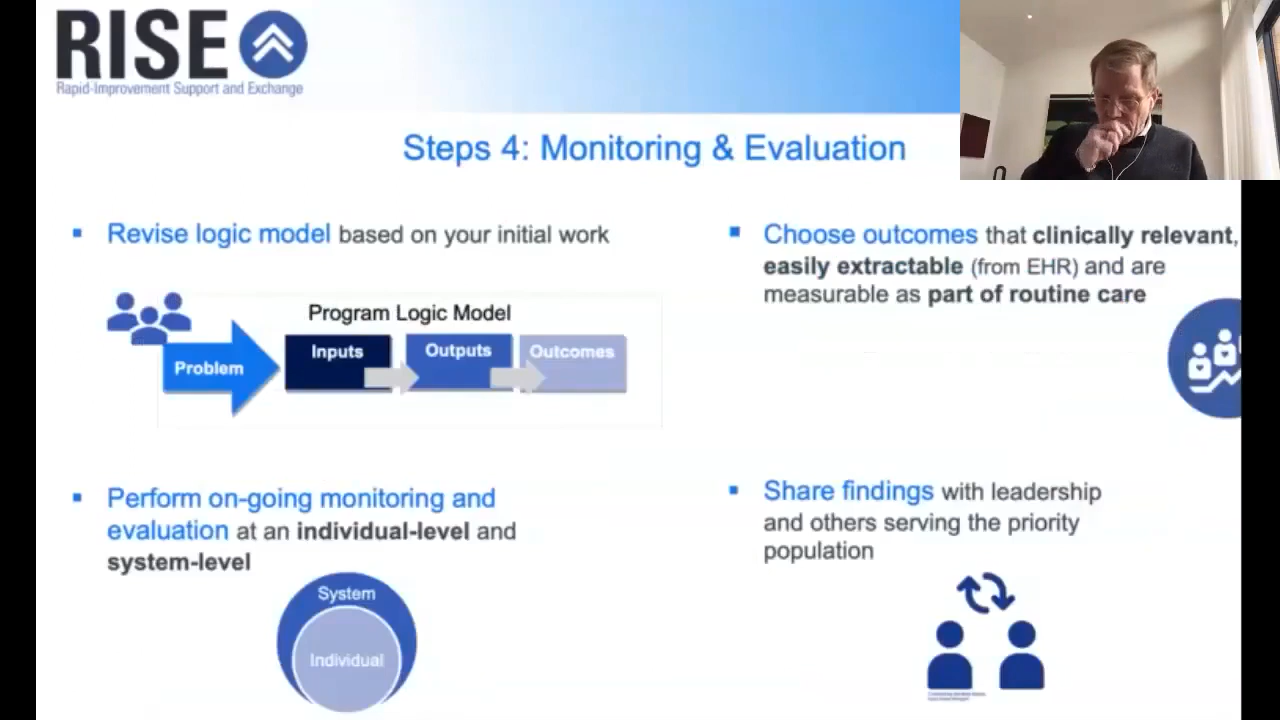 RISE
Rapid-Improvement Support and Exchange
Steps 4: Monitoring & Evaluation
▪ Revise logic model based on your initial work
Program Logic Model
Problem
Inputs
Outputs
Outcomes
▪ Choose outcomes that clinically relevant,
easily extractable (from EHR) and are
measurable as part of routine care
▪ Perform on-going monitoring and
evaluation at an individual-level and
system-level
System
Individual
▪ Share findings with leadership
and others serving the priority
population